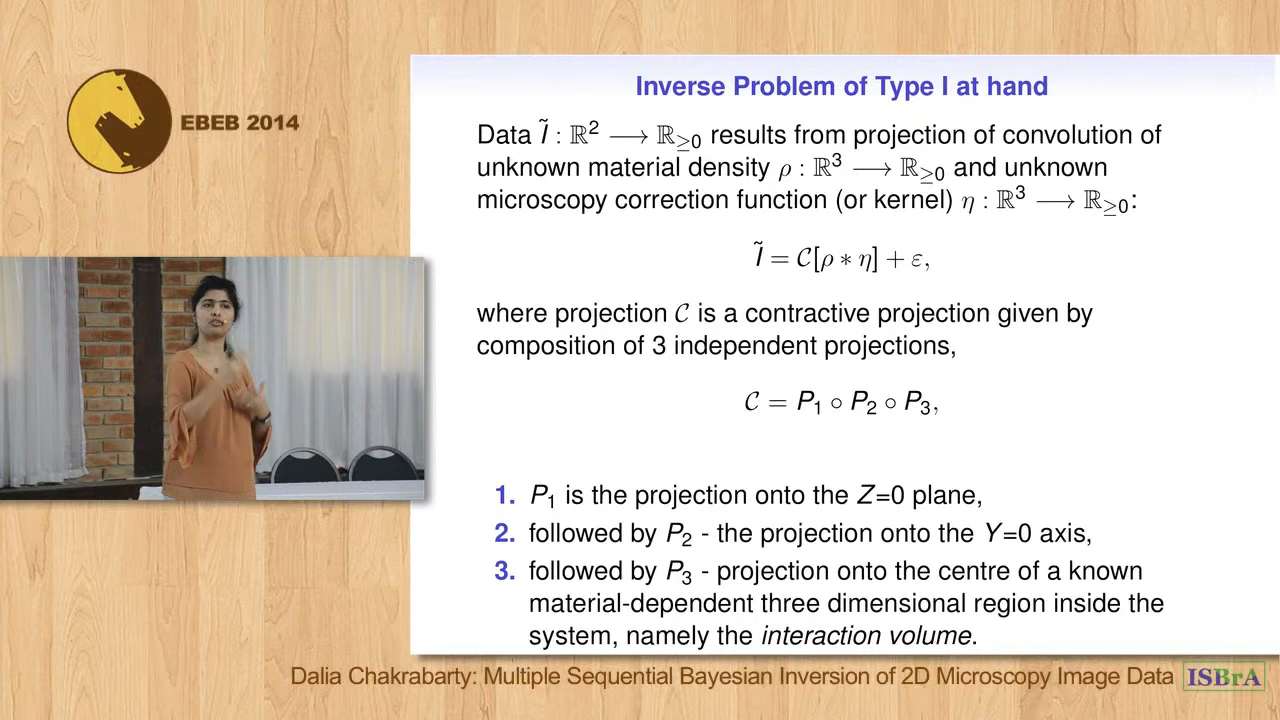 EBEB 2014
Inverse Problem of Type I at hand
Data Ĩ : ℝ² ⟶ ℝ≥0 results from projection of convolution of
unknown material density ρ : ℝ³ ⟶ ℝ≥0 and unknown
microscopy correction function (or kernel) η : ℝ³ ⟶ ℝ≥0:
Ĩ = 𝒞[ρ ∗ η] + ε,
where projection 𝒞 is a contractive projection given by
composition of 3 independent projections,
𝒞 = P₁ ∘ P₂ ∘ P₃,
1. P₁ is the projection onto the Z=0 plane,
2. followed by P₂ - the projection onto the Y=0 axis,
3. followed by P₃ - projection onto the centre of a known
material-dependent three dimensional region inside the
system, namely the interaction volume.
Dalia Chakrabarty: Multiple Sequential Bayesian Inversion of 2D Microscopy Image Data ISBrA